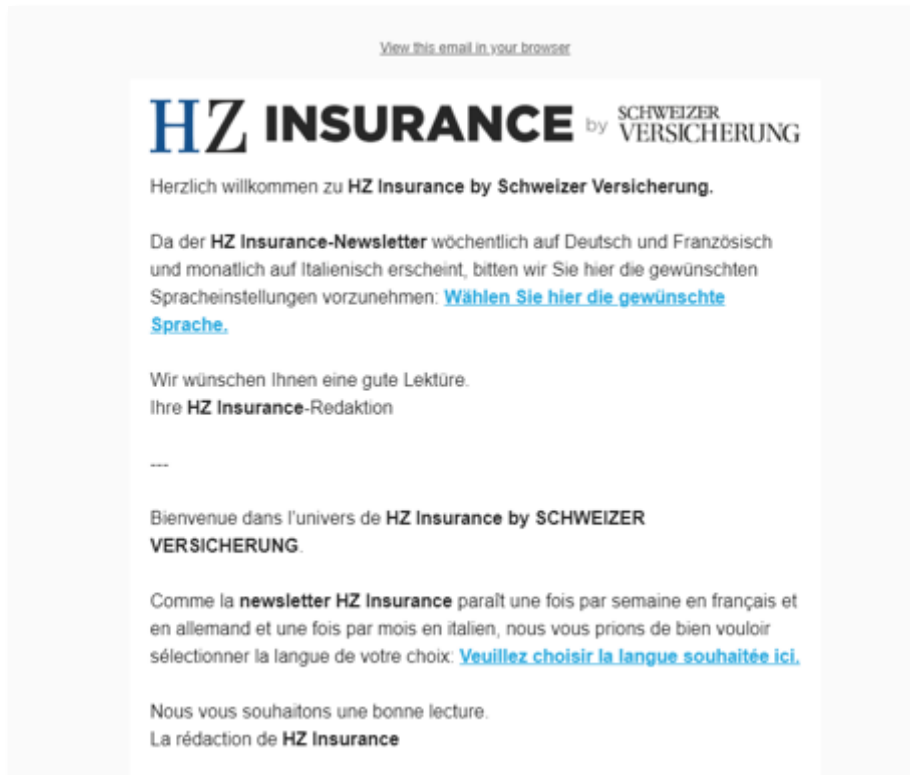 View this email in your browser
HZ INSURANCE by SCHWEIZER VERSICHERUNG
Herzlich willkommen zu HZ Insurance by Schweizer Versicherung.
Da der HZ Insurance-Newsletter wöchentlich auf Deutsch und Französisch
und monatlich auf Italienisch erscheint, bitten wir Sie hier die gewünschten
Spracheinstellungen vorzunehmen: Wählen Sie hier die gewünschte
Sprache.
Wir wünschen Ihnen eine gute Lektüre.
Ihre HZ Insurance-Redaktion
---
Bienvenue dans l'univers de HZ Insurance by SCHWEIZER
VERSICHERUNG.
Comme la newsletter HZ Insurance paraît une fois par semaine en français et
en allemand et une fois par mois en italien, nous vous prions de bien vouloir
sélectionner la langue de votre choix: Veuillez choisir la langue souhaitée ici.
Nous vous souhaitons une bonne lecture.
La rédaction de HZ Insurance